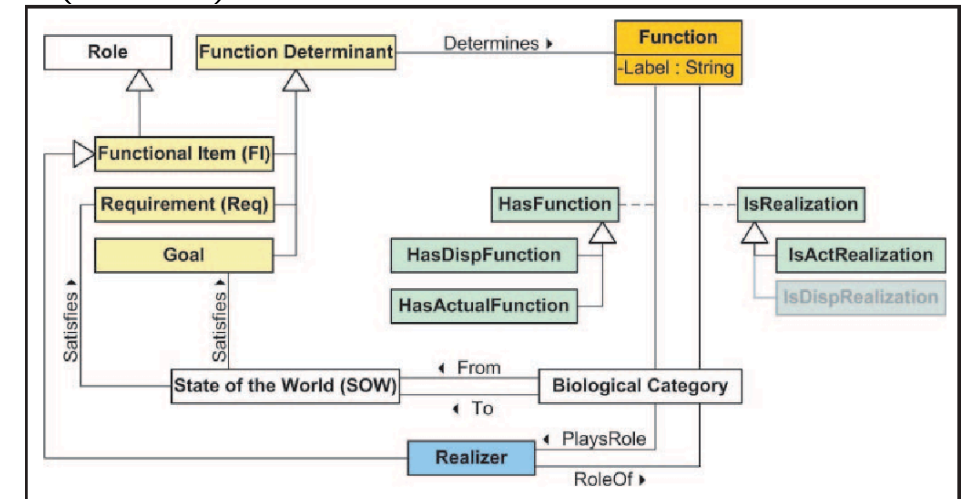 Role
Function Determinant
Determines ▸
Function
-Label : String
Functional Item (FI)
Requirement (Req)
Goal
HasFunction
IsRealization
HasDispFunction
IsActRealization
HasActualFunction
IsDispRealization
Satisfies ▸
Satisfies ▸
State of the World (SOW)
◂ From
◂ To
Biological Category
◂ PlaysRole
Realizer
RoleOf ▸